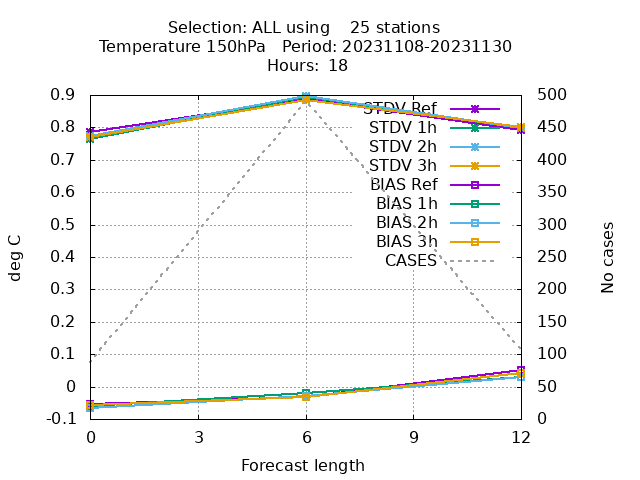 Selection: ALL using    25 stations
Temperature 150hPa   Period: 20231108-20231130
Hours:  18
0.9
0.8
0.7
0.6
0.5
0.4
0.3
0.2
0.1
0
-0.1
500
450
400
350
300
250
200
150
100
50
0
deg C
No cases
STDV Ref
STDV 1h
STDV 2h
STDV 3h
BIAS Ref
BIAS 1h
BIAS 2h
BIAS 3h
CASES
0 3 6 9 12
Forecast length